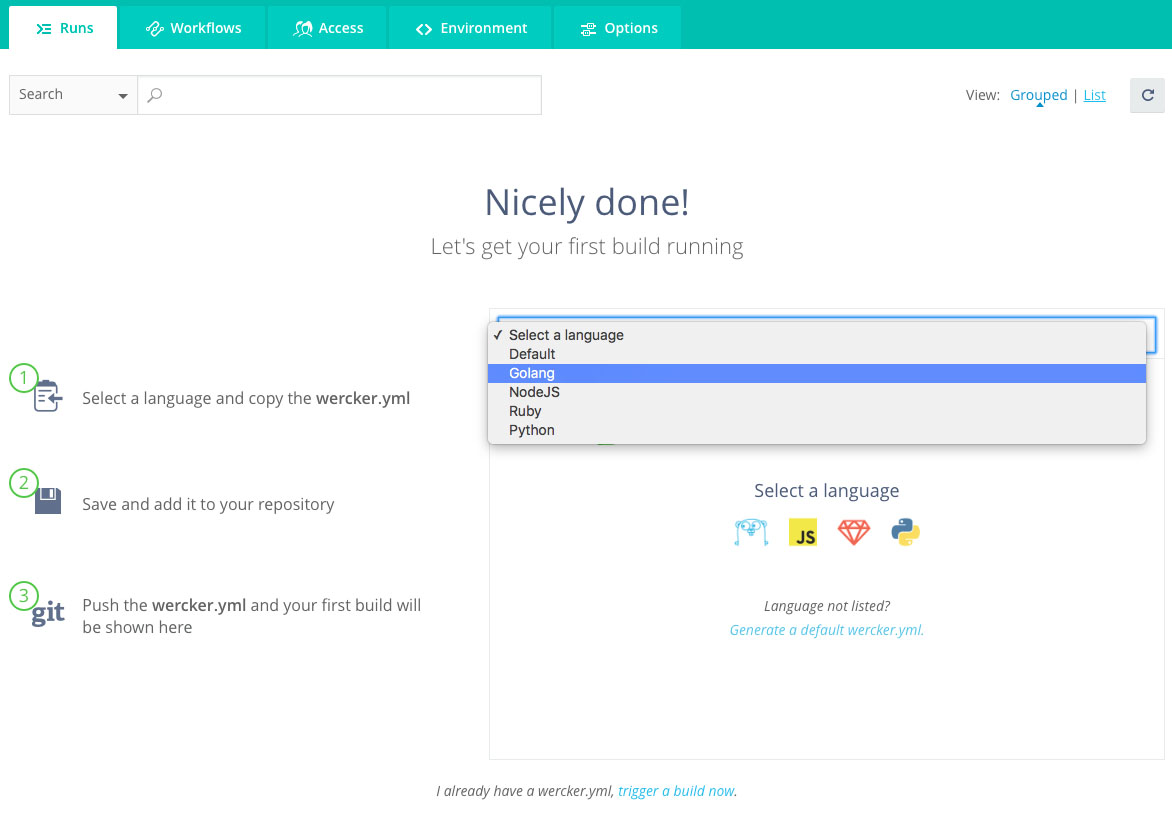 Runs
Workflows
Access
Environment
Options
Search
View: Grouped | List
Nicely done!
Let's get your first build running
✓ Select a language
Default
Golang
NodeJS
Ruby
Python
1
Select a language and copy the wercker.yml
2
Save and add it to your repository
3
git
Push the wercker.yml and your first build will
be shown here
Select a language
JS
Language not listed?
Generate a default wercker.yml.
I already have a wercker.yml, trigger a build now.